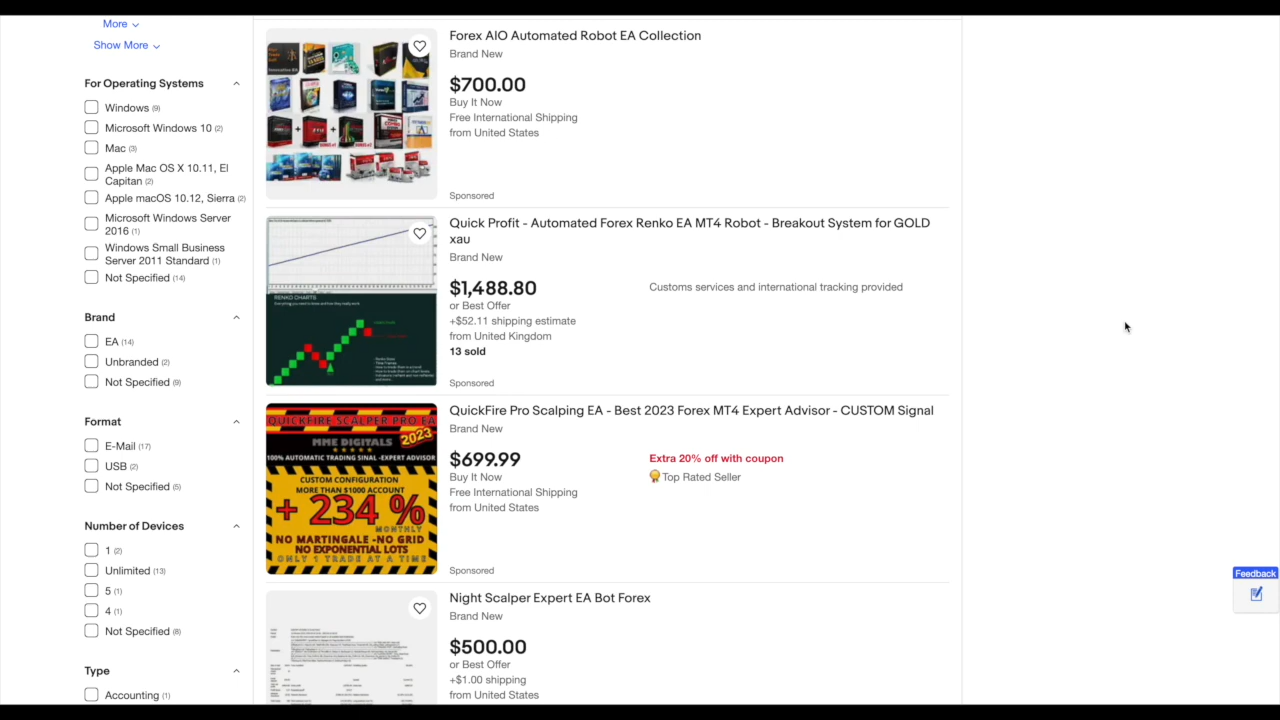 More
Show More
For Operating Systems
Windows (9)
Microsoft Windows 10 (2)
Mac (3)
Apple Mac OS X 10.11, El
Capitan (2)
Apple macOS 10.12, Sierra (2)
Microsoft Windows Server
2016 (1)
Windows Small Business
Server 2011 Standard (1)
Not Specified (14)
Brand
EA (14)
Unbranded (2)
Not Specified (9)
Format
E-Mail (17)
USB (2)
Not Specified (5)
Number of Devices
1 (2)
Unlimited (13)
5 (1)
4 (1)
Not Specified (8)
Type
Accounting (1)
Forex AIO Automated Robot EA Collection
Brand New
$700.00
Buy It Now
Free International Shipping
from United States
Sponsored
RENKO CHARTS
Quick Profit - Automated Forex Renko EA MT4 Robot - Breakout System for GOLD
xau
Brand New
$1,488.80
or Best Offer
+$52.11 shipping estimate
from United Kingdom
13 sold
Customs services and international tracking provided
Sponsored
QUICKFIRE SCALPER PRO EA
MME DIGITALS
2023
100% AUTOMATIC TRADING SINAL -EXPERT ADVISOR
CUSTOM CONFIGURATION
MORE THAN $1000 ACCOUNT
+ 234 %
MONTHLY
NO MARTINGALE -NO GRID
NO EXPONENTIAL LOTS
ONLY 1 TRADE AT A TIME
QuickFire Pro Scalping EA - Best 2023 Forex MT4 Expert Advisor - CUSTOM Signal
Brand New
$699.99
Buy It Now
Free International Shipping
from United States
Extra 20% off with coupon
Top Rated Seller
Sponsored
Night Scalper Expert EA Bot Forex
Brand New
$500.00
or Best Offer
+$1.00 shipping
from United States
Feedback